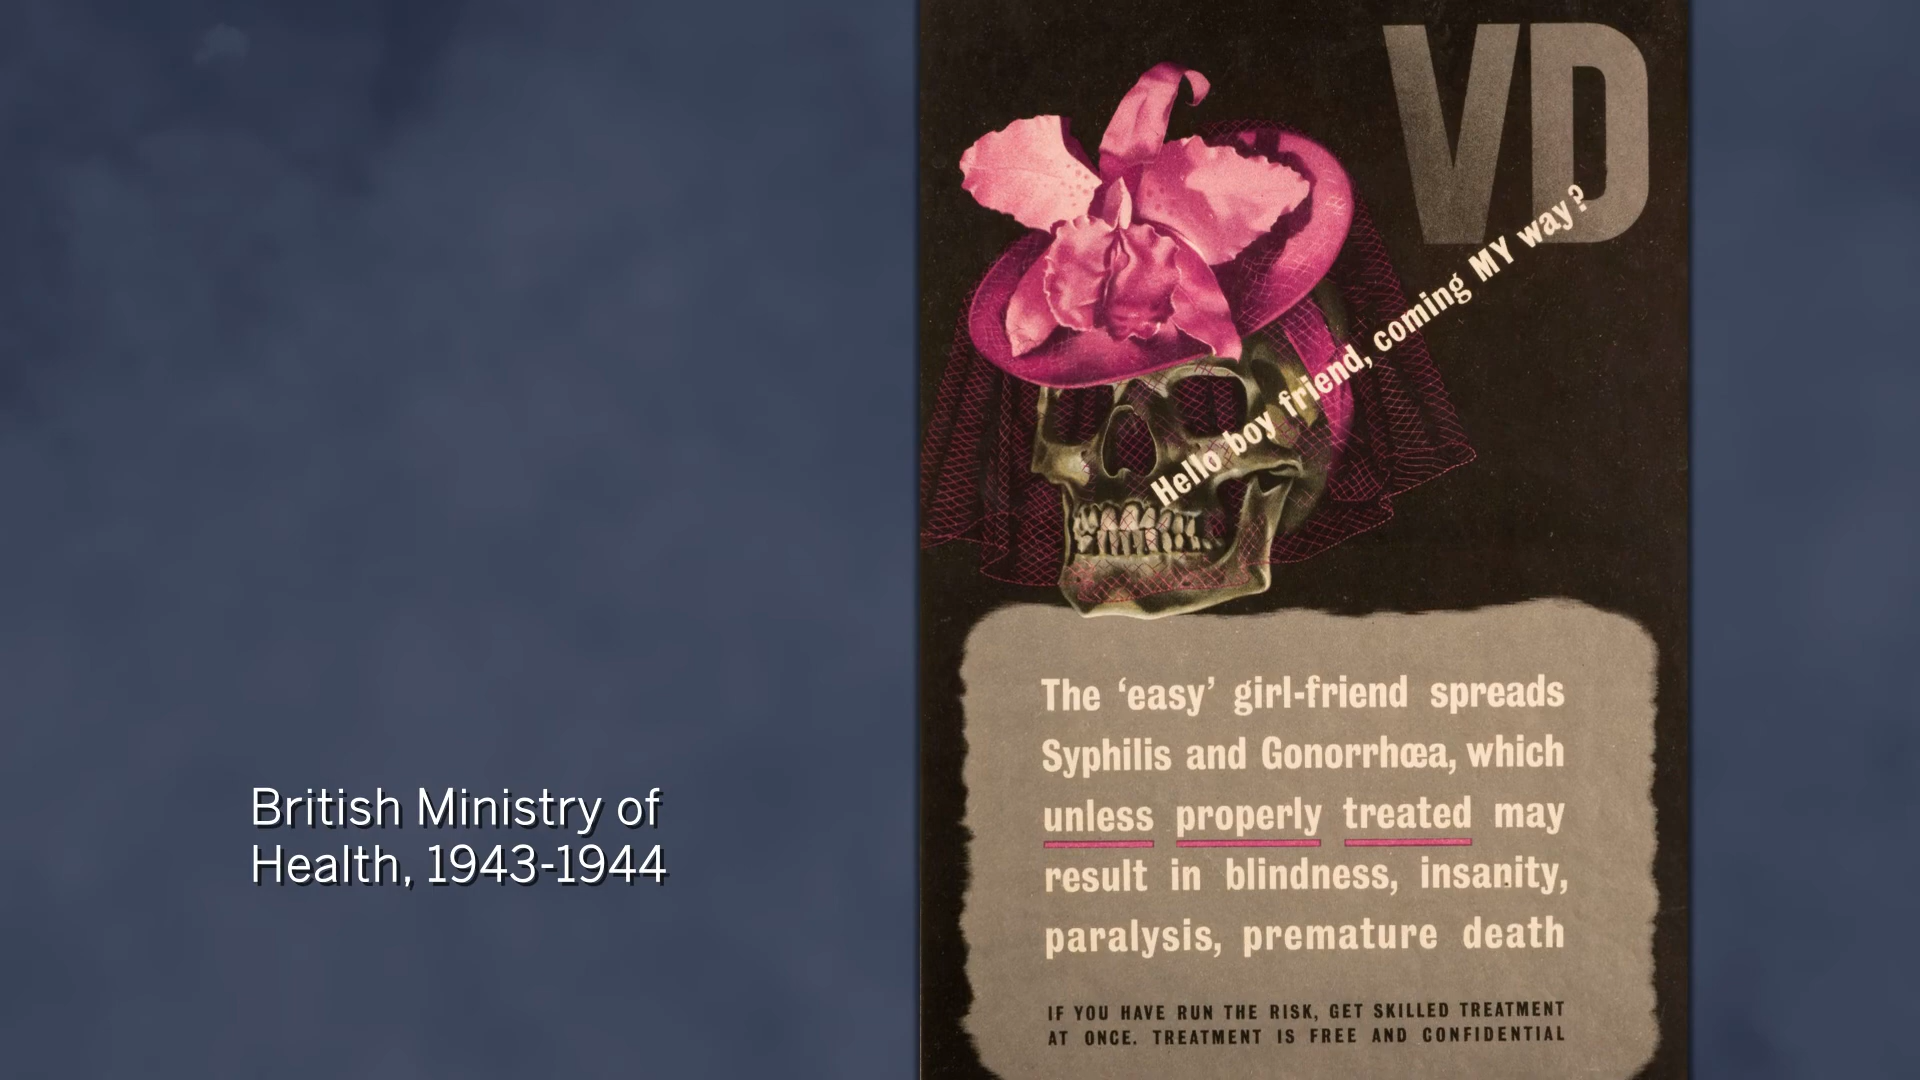 VD
Hello boy friend, coming MY way?
The ‘easy’ girl-friend spreads
Syphilis and Gonorrhœa, which
unless properly treated may
result in blindness, insanity,
paralysis, premature death
IF YOU HAVE RUN THE RISK, GET SKILLED TREATMENT
AT ONCE. TREATMENT IS FREE AND CONFIDENTIAL
British Ministry of
Health, 1943-1944